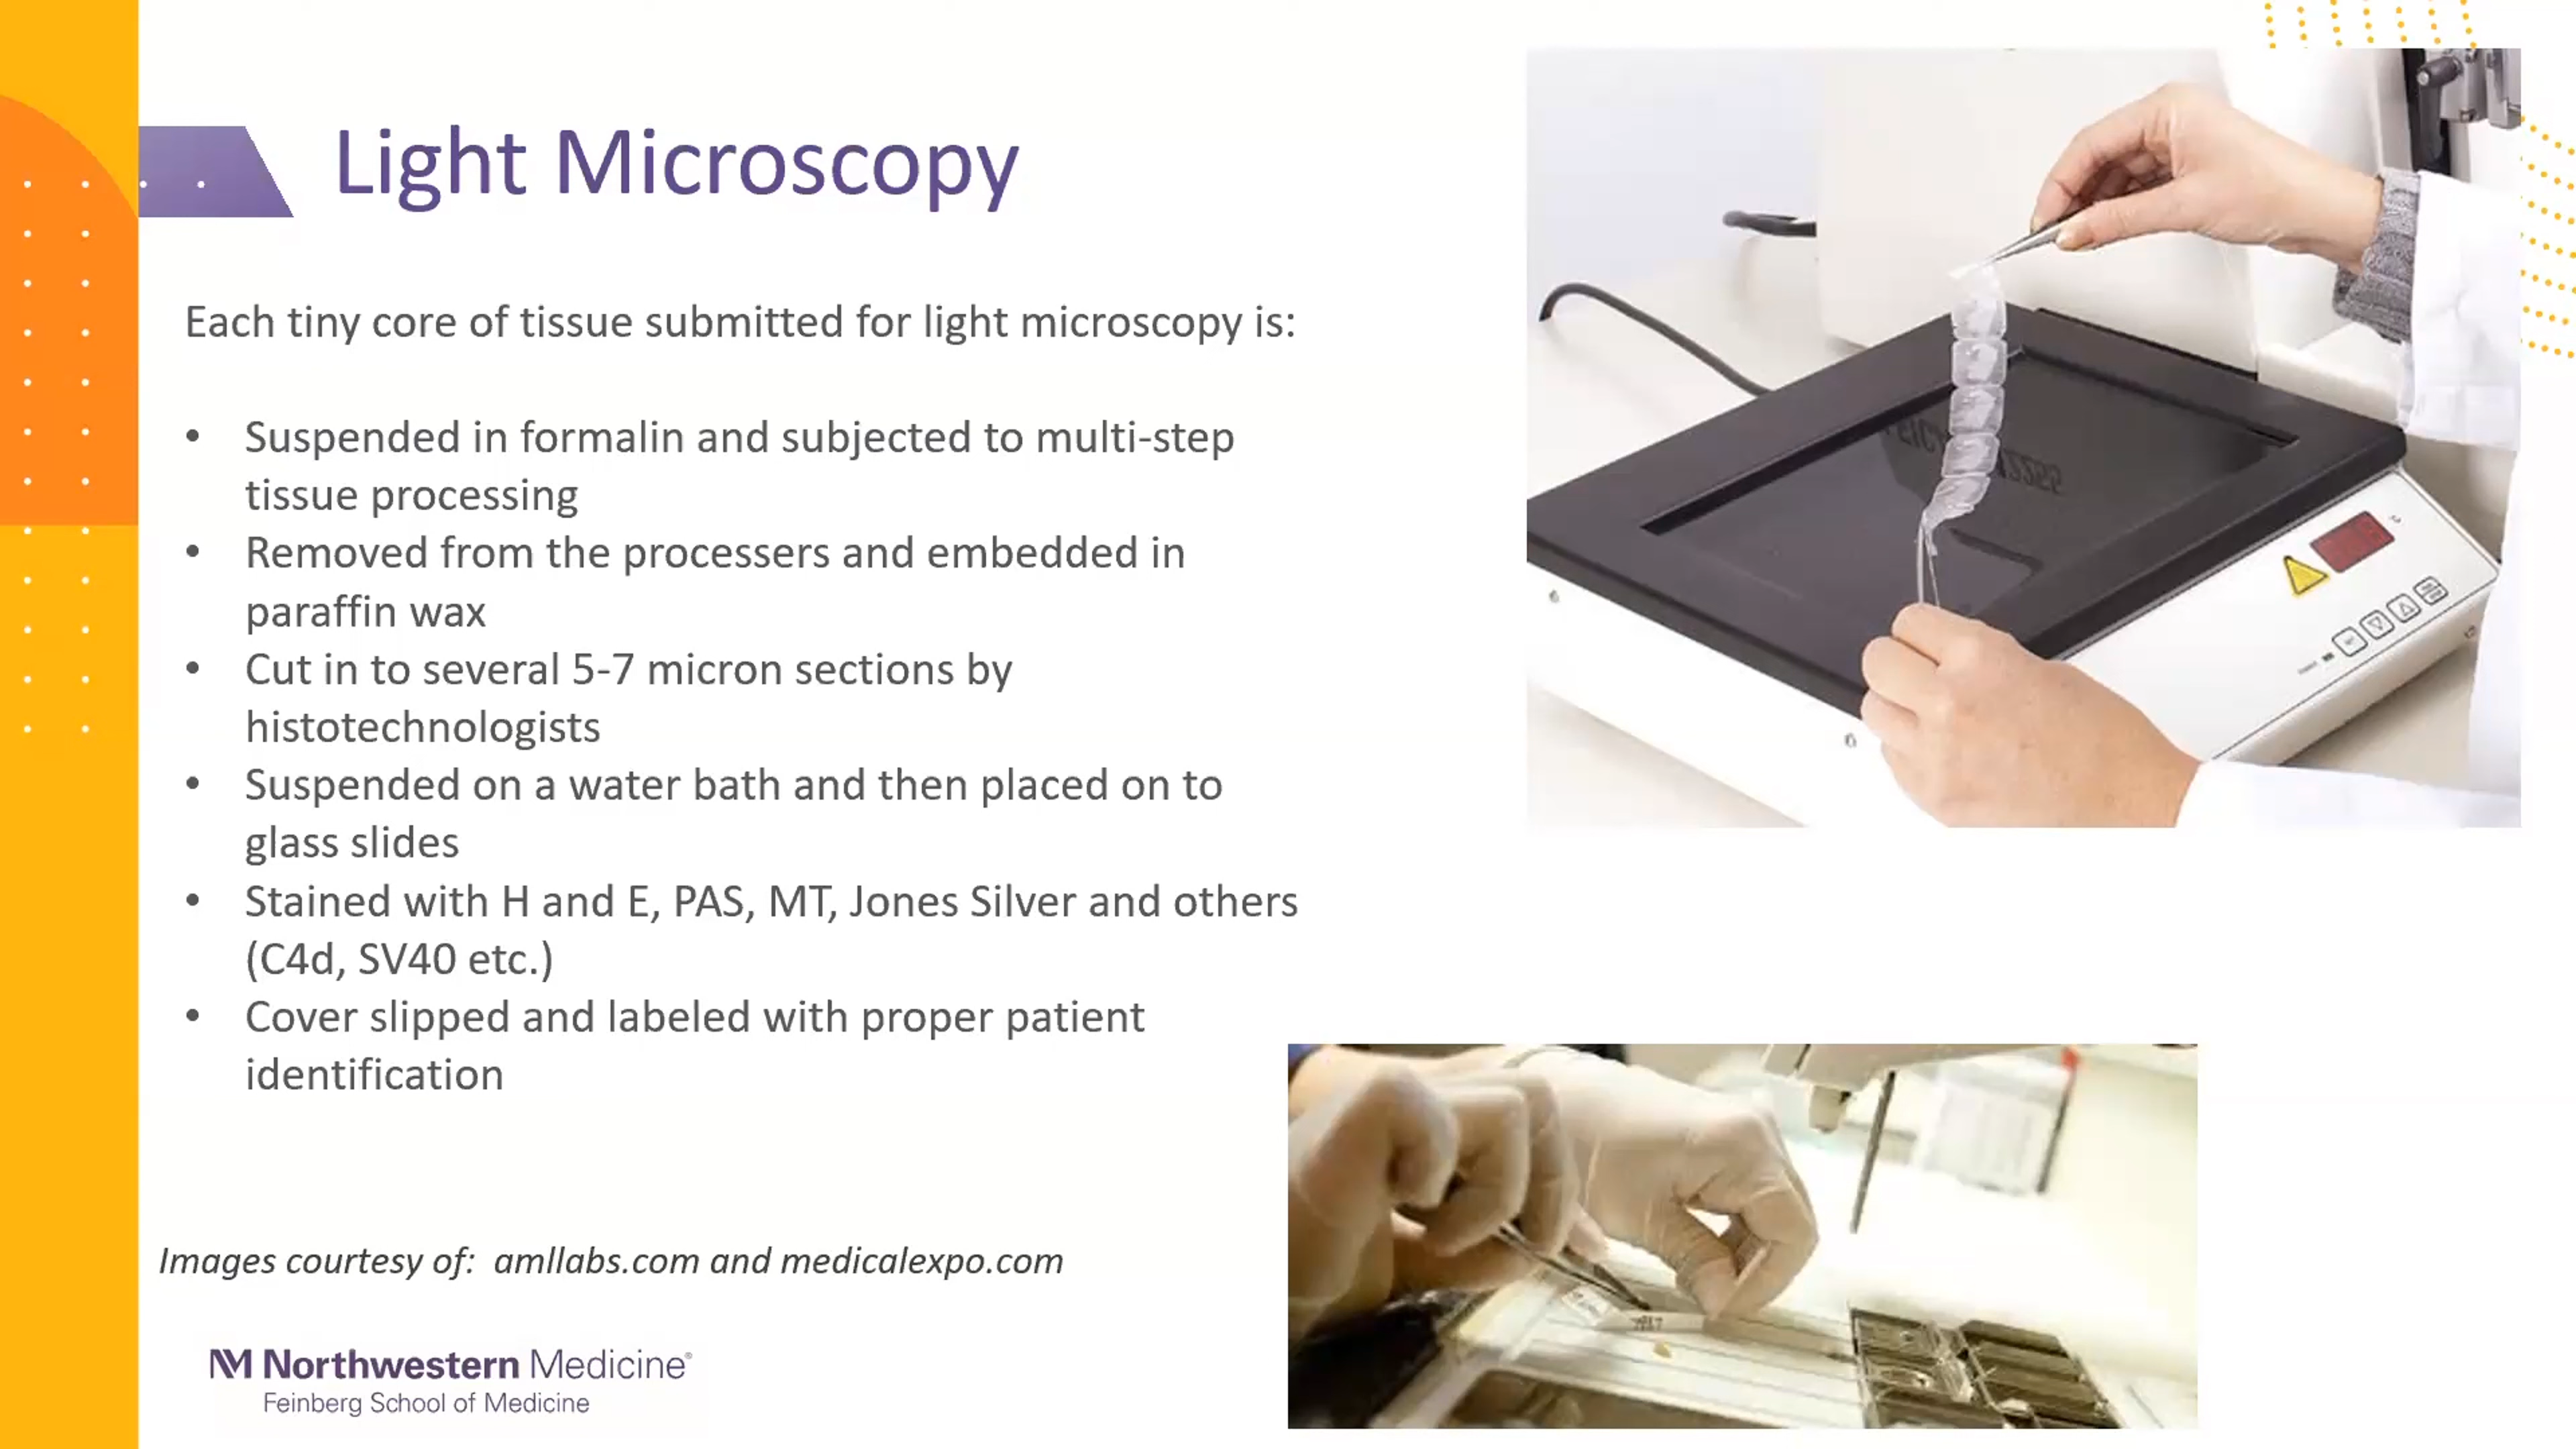 Light Microscopy
Each tiny core of tissue submitted for light microscopy is:
• Suspended in formalin and subjected to multi-step
tissue processing
• Removed from the processers and embedded in
paraffin wax
• Cut in to several 5-7 micron sections by
histotechnologists
• Suspended on a water bath and then placed on to
glass slides
• Stained with H and E, PAS, MT, Jones Silver and others
(C4d, SV40 etc.)
• Cover slipped and labeled with proper patient
identification
Images courtesy of: amllabs.com and medicalexpo.com
NM Northwestern Medicine®
Feinberg School of Medicine